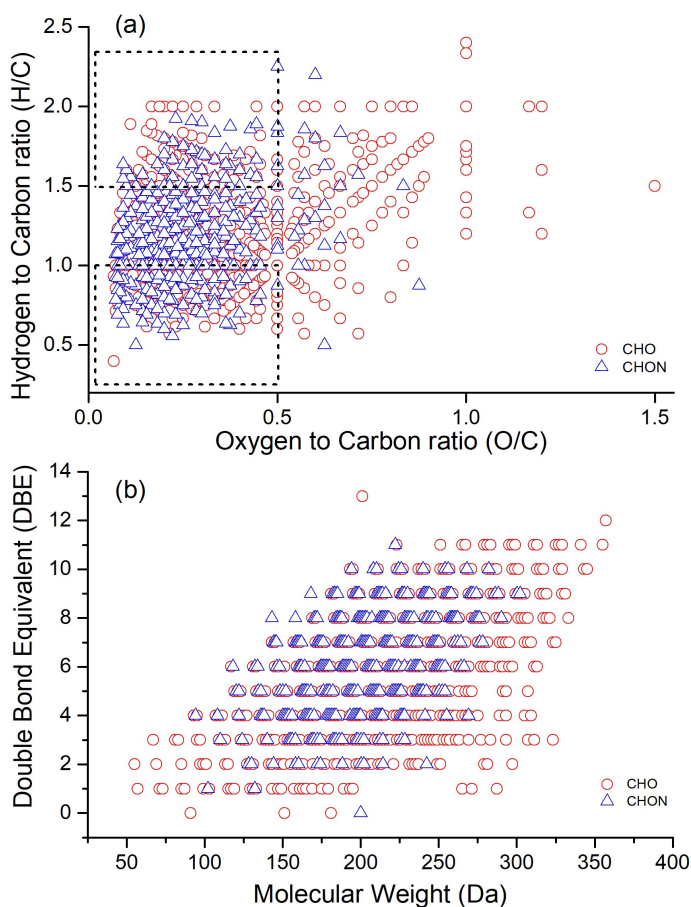 (a)
Hydrogen to Carbon ratio (H/C)
2.5
2.0
1.5
1.0
0.5
CHO
CHON
0.0 0.5 1.0 1.5
Oxygen to Carbon ratio (O/C)
(b)
Double Bond Equivalent (DBE)
14
12
10
8
6
4
2
0
CHO
CHON
50 100 150 200 250 300 350 400
Molecular Weight (Da)